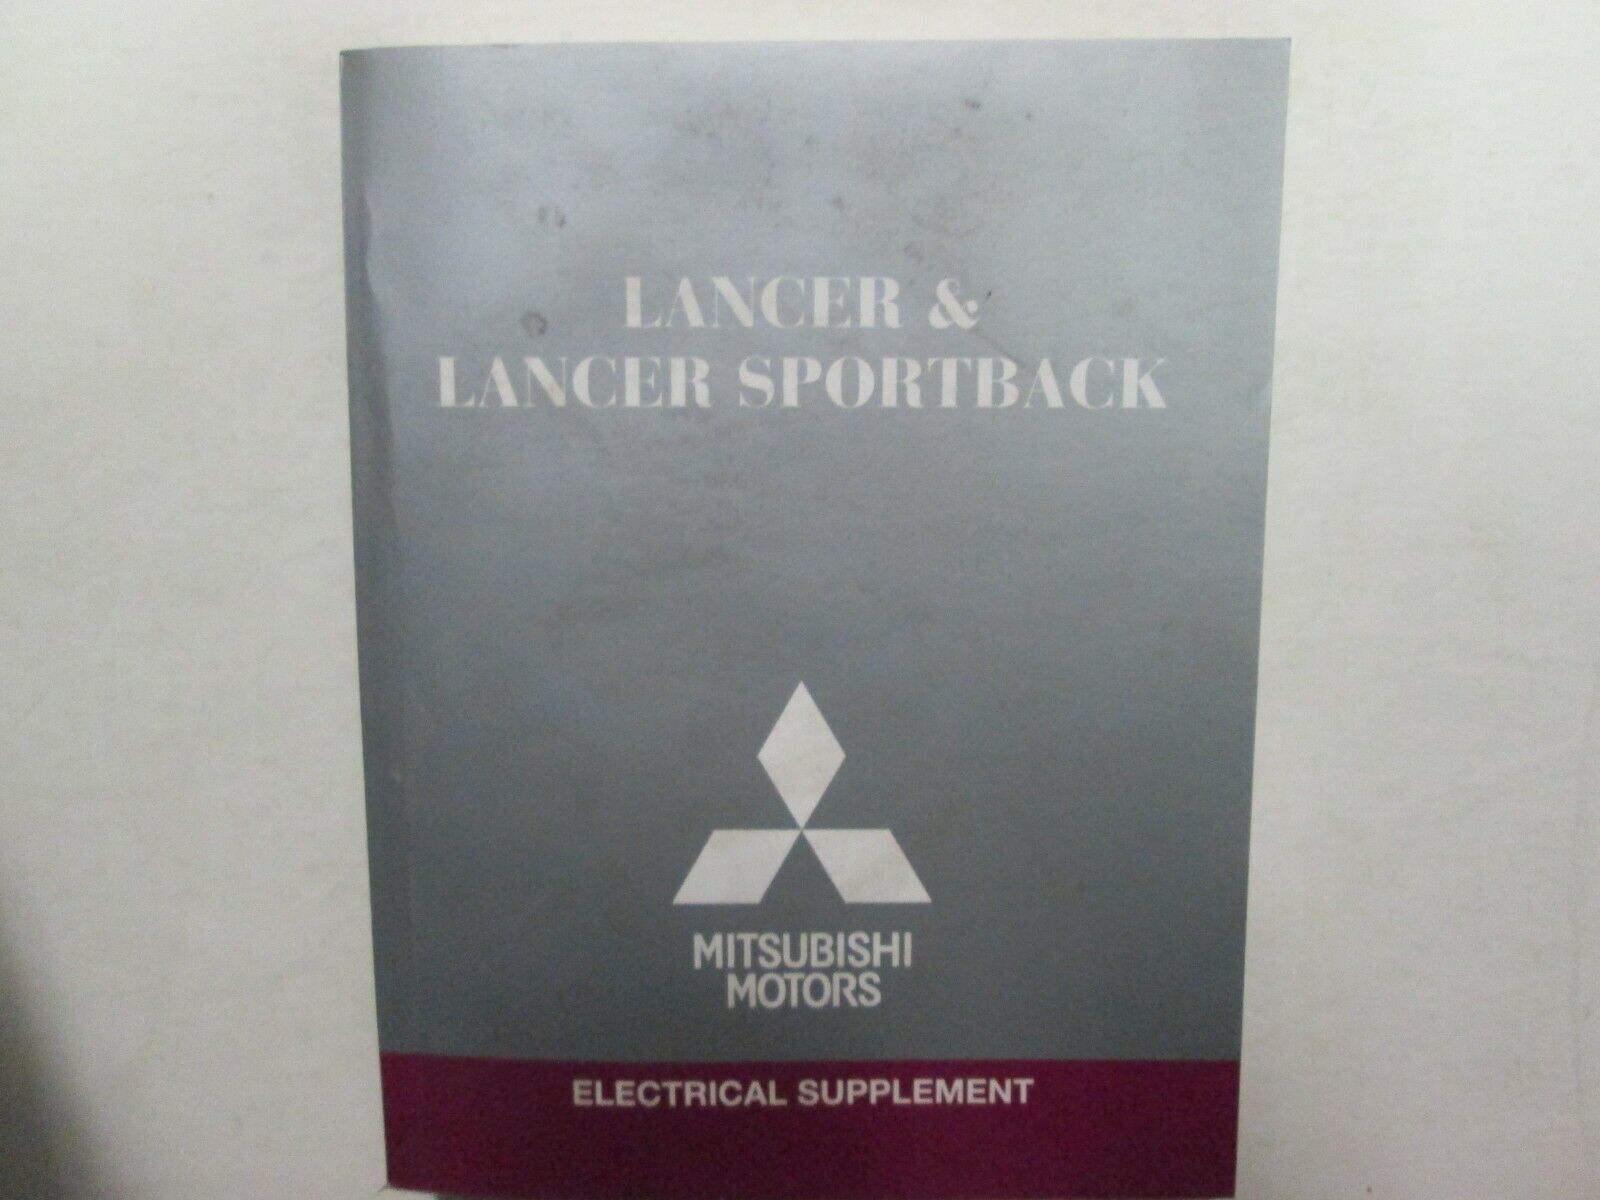 LANCER &
LANCER SPORTBACK
MITSUBISHI
MOTORS
ELECTRICAL SUPPLEMENT